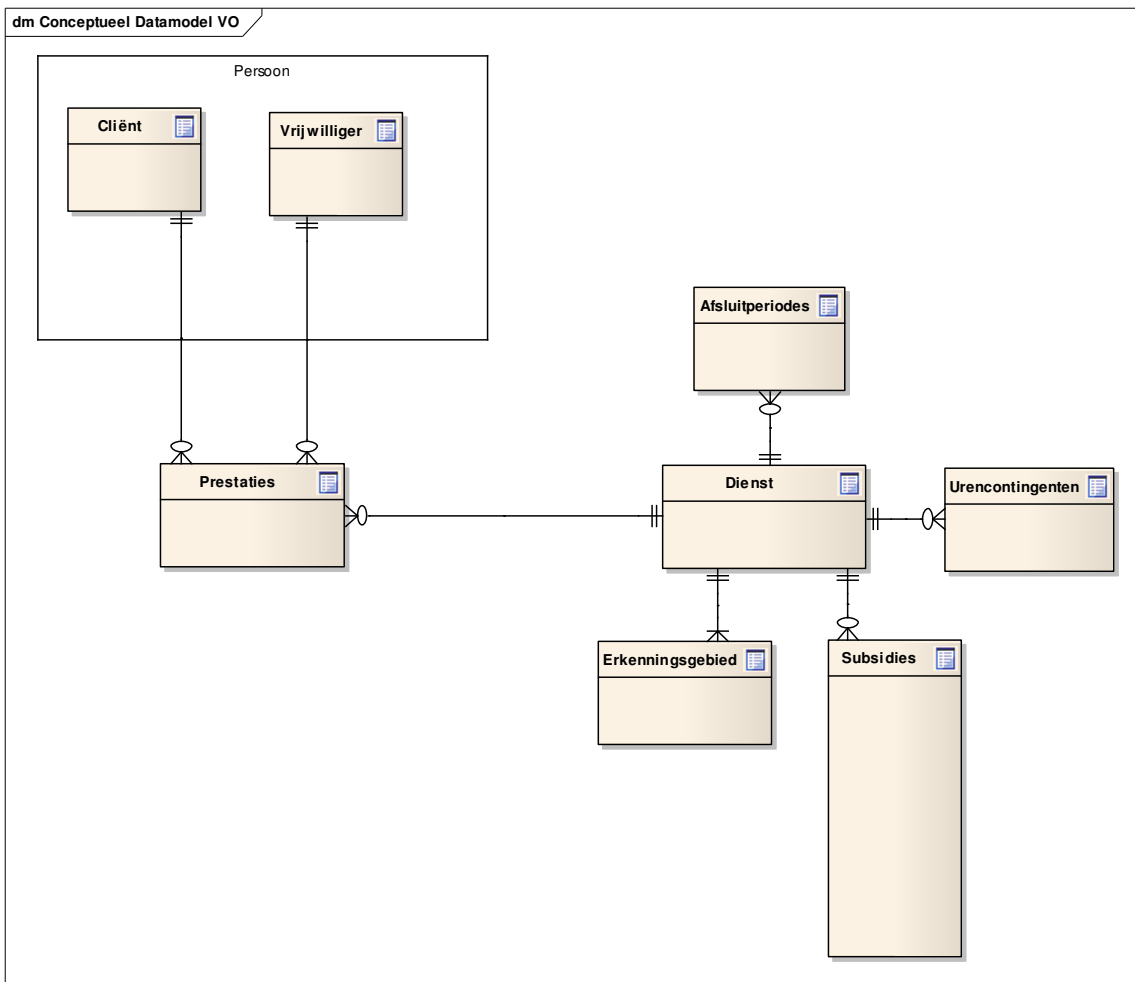 dm Conceptueel Datamodel VO
Persoon
Cliënt
Vrijwilliger
Afsluitperiodes
Prestaties
Dienst
Urencontingenten
Erkenningsgebied
Subsidies